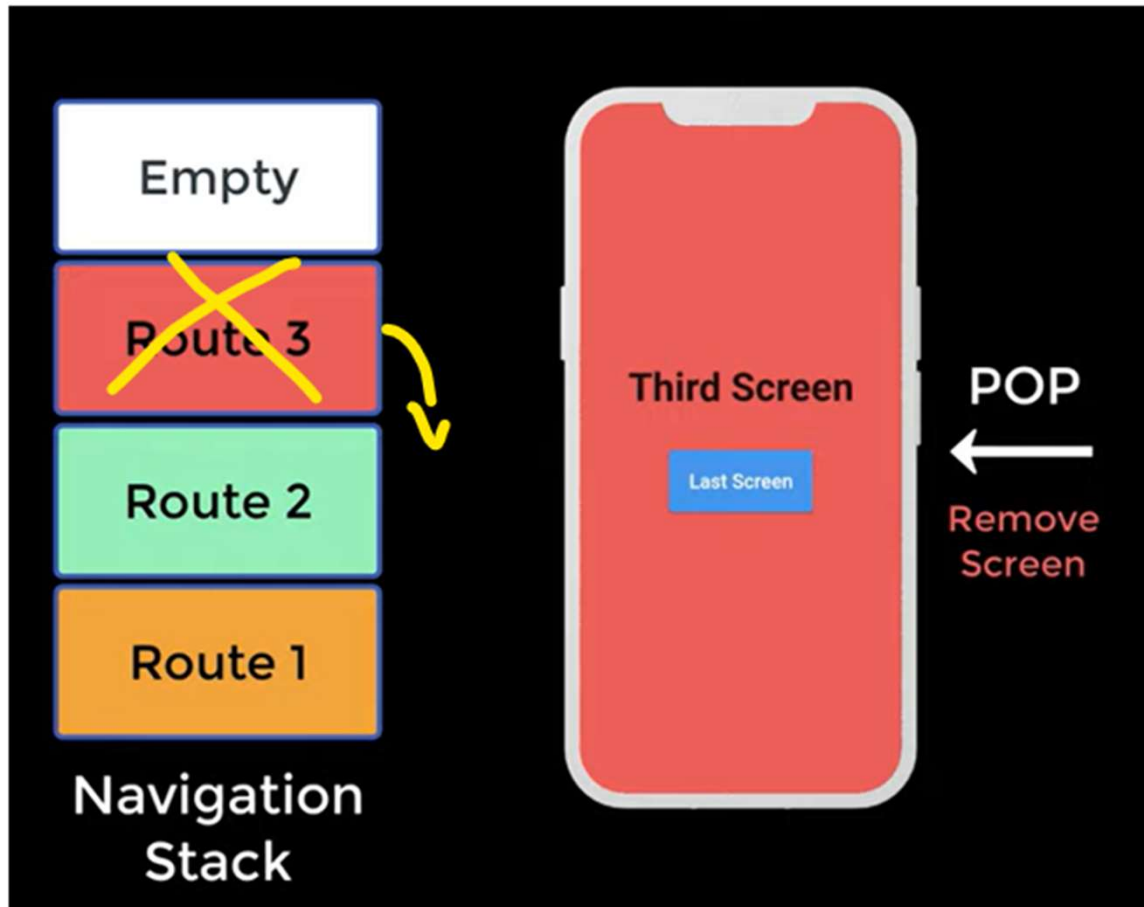 Empty
Route 3
Route 2
Route 1
Navigation
Stack
Third Screen
Last Screen
POP
Remove
Screen